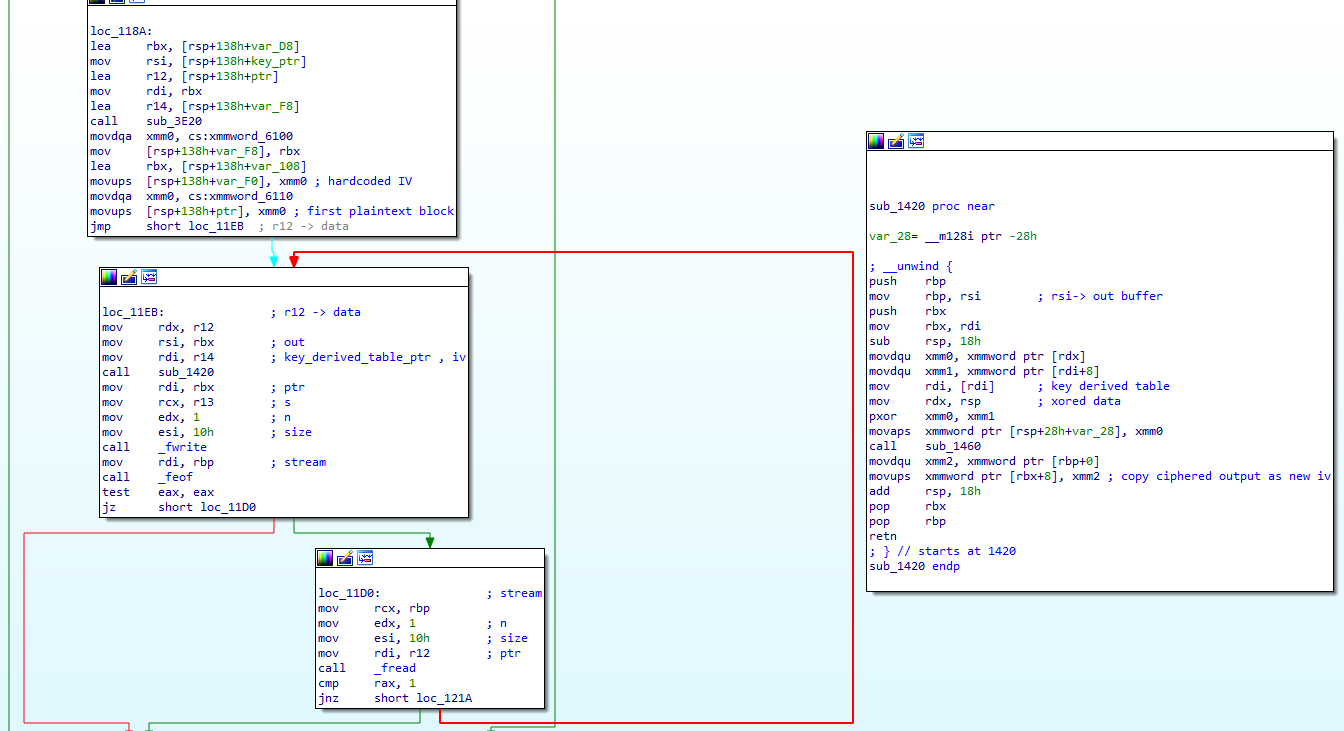 loc_118A:
lea rbx, [rsp+138h+var_D8]
mov rsi, [rsp+138h+key_ptr]
lea r12, [rsp+138h+ptr]
mov rdi, rbx
lea r14, [rsp+138h+var_F8]
call sub_3E20
movdqa xmm0, cs:xmmword_6100
mov [rsp+138h+var_F8], rbx
lea rbx, [rsp+138h+var_108]
movups [rsp+138h+var_F0], xmm0 ; hardcoded IV
movdqa xmm0, cs:xmmword_6110
movups [rsp+138h+ptr], xmm0 ; first plaintext block
jmp short loc_11EB ; r12 -> data
loc_11EB: ; r12 -> data
mov rdx, r12
mov rsi, rbx ; out
mov rdi, r14 ; key_derived_table_ptr , iv
call sub_1420
mov rdi, rbx ; ptr
mov rcx, r13 ; s
mov edx, 1 ; n
mov esi, 10h ; size
call _fwrite
mov rdi, rbp ; stream
call _feof
test eax, eax
jz short loc_11D0
loc_11D0: ; stream
mov rcx, rbp
mov edx, 1 ; n
mov esi, 10h ; size
mov rdi, r12 ; ptr
call _fread
cmp rax, 1
jnz short loc_121A
sub_1420 proc near
var_28= __m128i ptr -28h
; __unwind {
push rbp
mov rbp, rsi ; rsi-> out buffer
push rbx
mov rbx, rdi
sub rsp, 18h
movdqu xmm0, xmmword ptr [rdx]
movdqu xmm1, xmmword ptr [rdi+8]
mov rdi, [rdi] ; key derived table
mov rdx, rsp ; xored data
pxor xmm0, xmm1
movaps xmmword ptr [rsp+28h+var_28], xmm0
call sub_1460
movdqu xmm2, xmmword ptr [rbp+0]
movups xmmword ptr [rbx+8], xmm2 ; copy ciphered output as new iv
add rsp, 18h
pop rbx
pop rbp
retn
; } // starts at 1420
sub_1420 endp